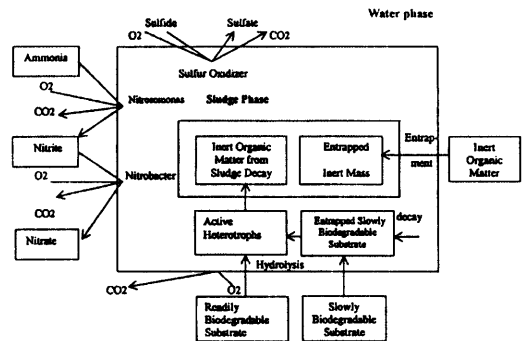 Water phase
Sulfide Sulfate
O2 CO2
Sulfur Oxidizer
Ammonia
O2
CO2
Nitrosomonas
Sludge Phase
Nitrite
O2
CO2
Nitrobacter
Nitrate
Inert Organic
Matter from
Sludge Decay
Entrapped
Inert Mass
Entrap-
ment
Inert
Organic
Matter
Active
Heterotrophs
Entrapped Slowly
Biodegradable
Substrate
decay
Hydrolysis
CO2
O2
Readily
Biodegradable
Substrate
Slowly
Biodegradable
Substrate